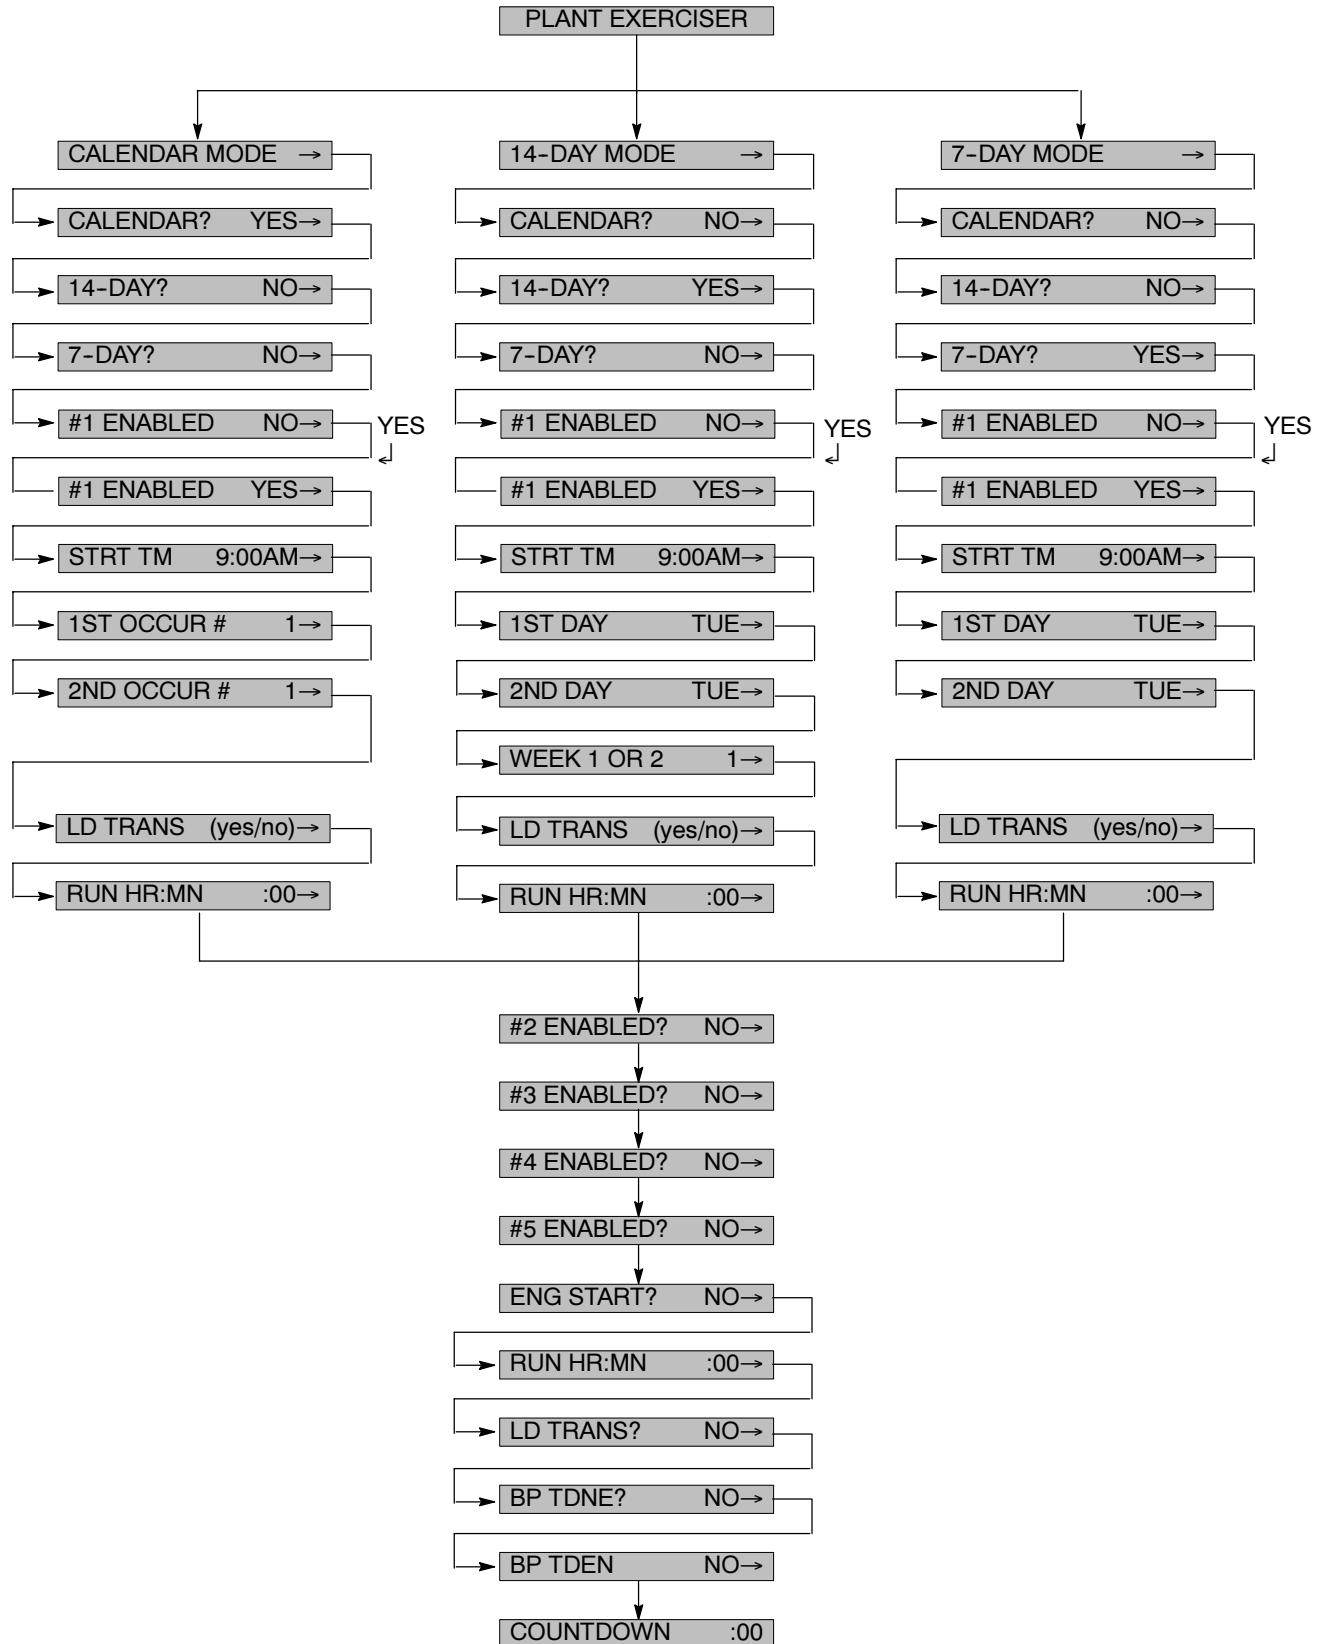 PLANT EXERCISER
CALENDAR MODE →
CALENDAR? YES→
14-DAY? NO→
7-DAY? NO→
#1 ENABLED NO→
YES
#1 ENABLED YES→
STRT TM 9:00AM→
1ST OCCUR # 1→
2ND OCCUR # 1→
LD TRANS (yes/no)→
RUN HR:MN :00→
14-DAY MODE →
CALENDAR? NO→
14-DAY? YES→
7-DAY? NO→
#1 ENABLED NO→
YES
#1 ENABLED YES→
STRT TM 9:00AM→
1ST DAY TUE→
2ND DAY TUE→
WEEK 1 OR 2 1→
LD TRANS (yes/no)→
RUN HR:MN :00→
7-DAY MODE →
CALENDAR? NO→
14-DAY? NO→
7-DAY? YES→
#1 ENABLED NO→
YES
#1 ENABLED YES→
STRT TM 9:00AM→
1ST DAY TUE→
2ND DAY TUE→
LD TRANS (yes/no)→
RUN HR:MN :00→
#2 ENABLED? NO→
#3 ENABLED? NO→
#4 ENABLED? NO→
#5 ENABLED? NO→
ENG START? NO→
RUN HR:MN :00→
LD TRANS? NO→
BP TDNE? NO→
BP TDEN NO→
COUNTDOWN :00